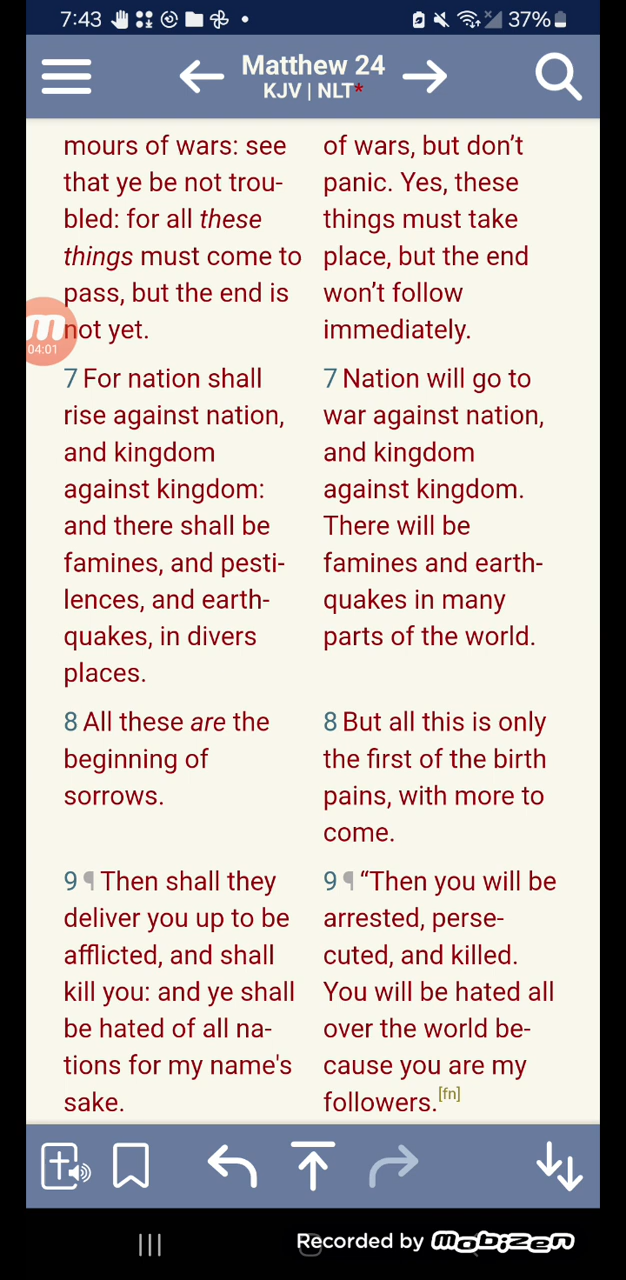 7:43
37%
Matthew 24
KJV | NLT*
mours of wars: see
that ye be not trou-
bled: for all these
things must come to
pass, but the end is
not yet.
7 For nation shall
rise against nation,
and kingdom
against kingdom:
and there shall be
famines, and pesti-
lences, and earth-
quakes, in divers
places.
8 All these are the
beginning of
sorrows.
9 ¶ Then shall they
deliver you up to be
afflicted, and shall
kill you: and ye shall
be hated of all na-
tions for my name's
sake.
of wars, but don’t
panic. Yes, these
things must take
place, but the end
won’t follow
immediately.
7 Nation will go to
war against nation,
and kingdom
against kingdom.
There will be
famines and earth-
quakes in many
parts of the world.
8 But all this is only
the first of the birth
pains, with more to
come.
9 ¶ “Then you will be
arrested, perse-
cuted, and killed.
You will be hated all
over the world be-
cause you are my
followers.[fn]
m
04:01
Recorded by Mobizen